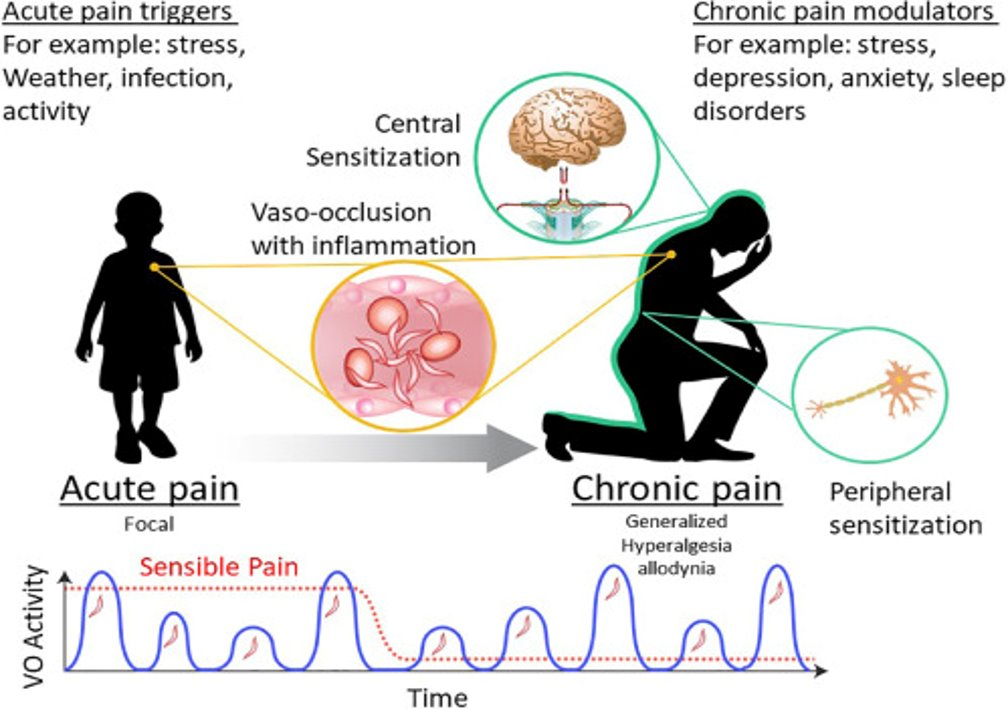 Acute pain triggers
For example: stress,
Weather, infection,
activity
Chronic pain modulators
For example: stress,
depression, anxiety, sleep
disorders
Central
Sensitization
Vaso-occlusion
with inflammation
Acute pain
Focal
Chronic pain
Generalized
Hyperalgesia
allodynia
Peripheral
sensitization
Sensible Pain
VO Activity
Time